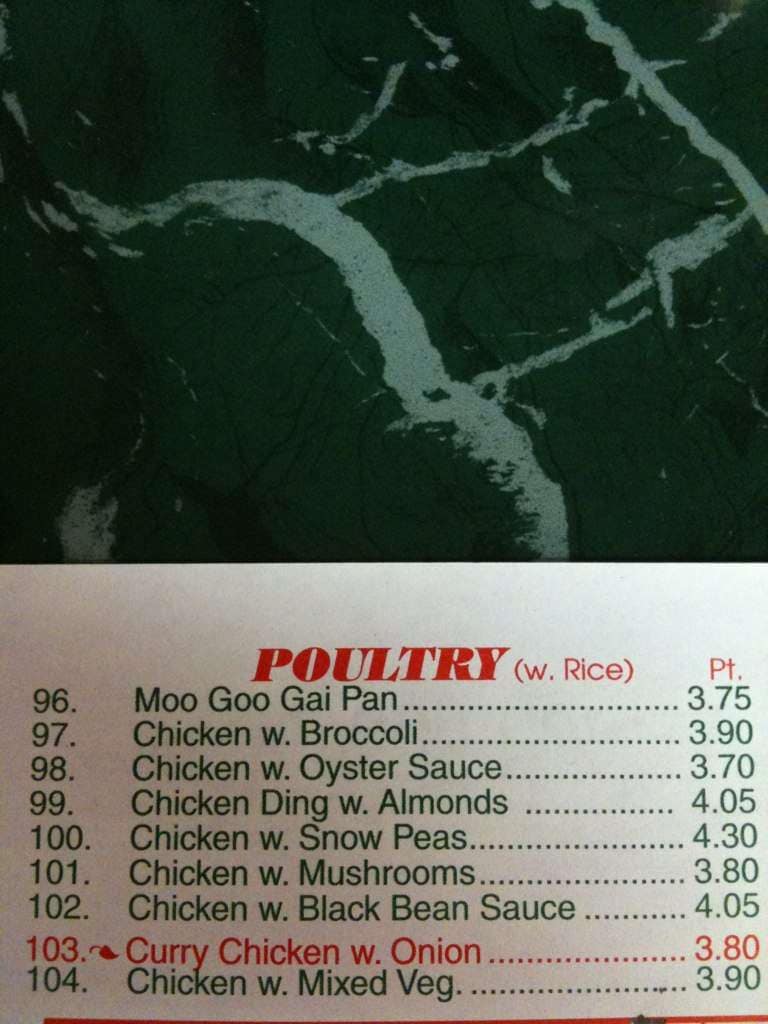 POULTRY (w. Rice) Pt.
96. Moo Goo Gai Pan.............................. 3.75
97. Chicken w. Broccoli............................ 3.90
98. Chicken w. Oyster Sauce................... 3.70
99. Chicken Ding w. Almonds ................ 4.05
100. Chicken w. Snow Peas....................... 4.30
101. Chicken w. Mushrooms...................... 3.80
102. Chicken w. Black Bean Sauce ........... 4.05
103. Curry Chicken w. Onion ..................... 3.80
104. Chicken w. Mixed Veg. ....................... 3.90